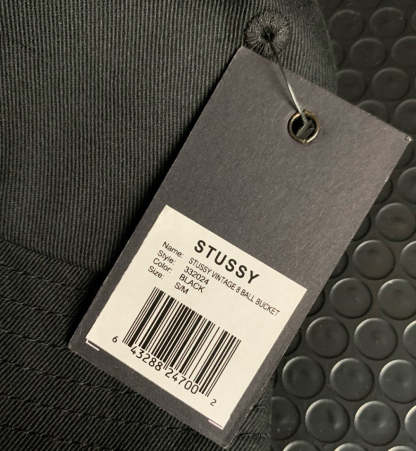 STUSSY
Name: STUSSY VINTAGE 8 BALL BUCKET
Style: 332024
Color: BLACK
Size: S/M
6 43288 24700 2